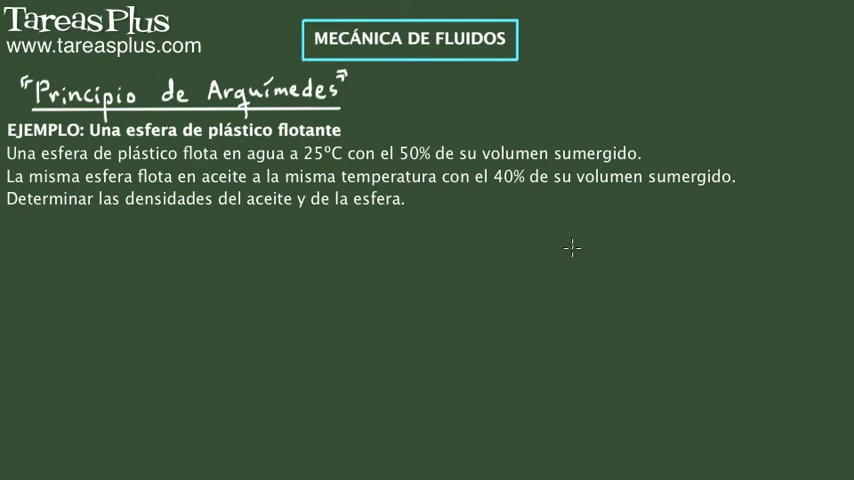 TareasPlus
www.tareasplus.com
MECÁNICA DE FLUIDOS
"Principio de Arquímedes"
EJEMPLO: Una esfera de plástico flotante
Una esfera de plástico flota en agua a 25ºC con el 50% de su volumen sumergido.
La misma esfera flota en aceite a la misma temperatura con el 40% de su volumen sumergido.
Determinar las densidades del aceite y de la esfera.